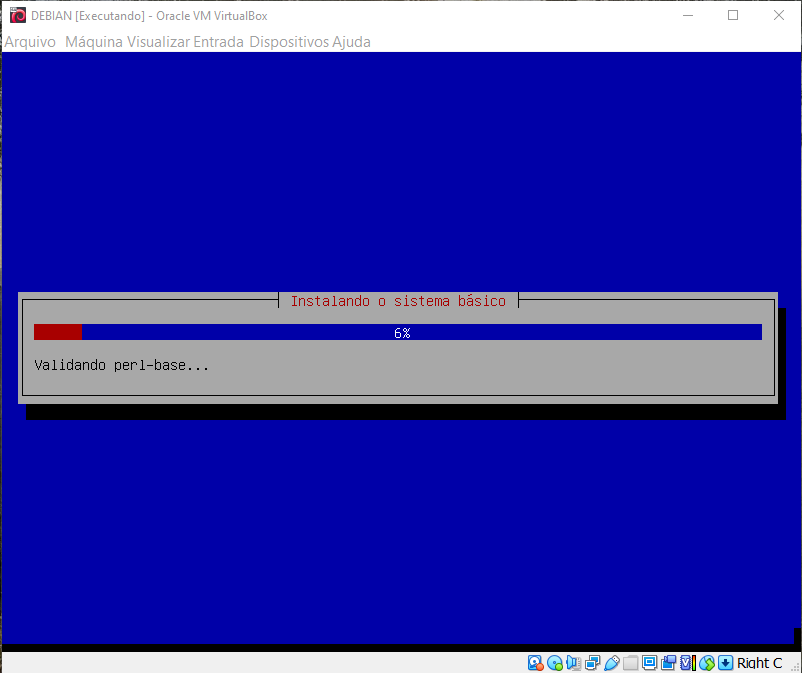 DEBIAN [Executando] - Oracle VM VirtualBox
Arquivo Máquina Visualizar Entrada Dispositivos Ajuda
Instalando o sistema básico
6%
Validando perl-base...
Right C